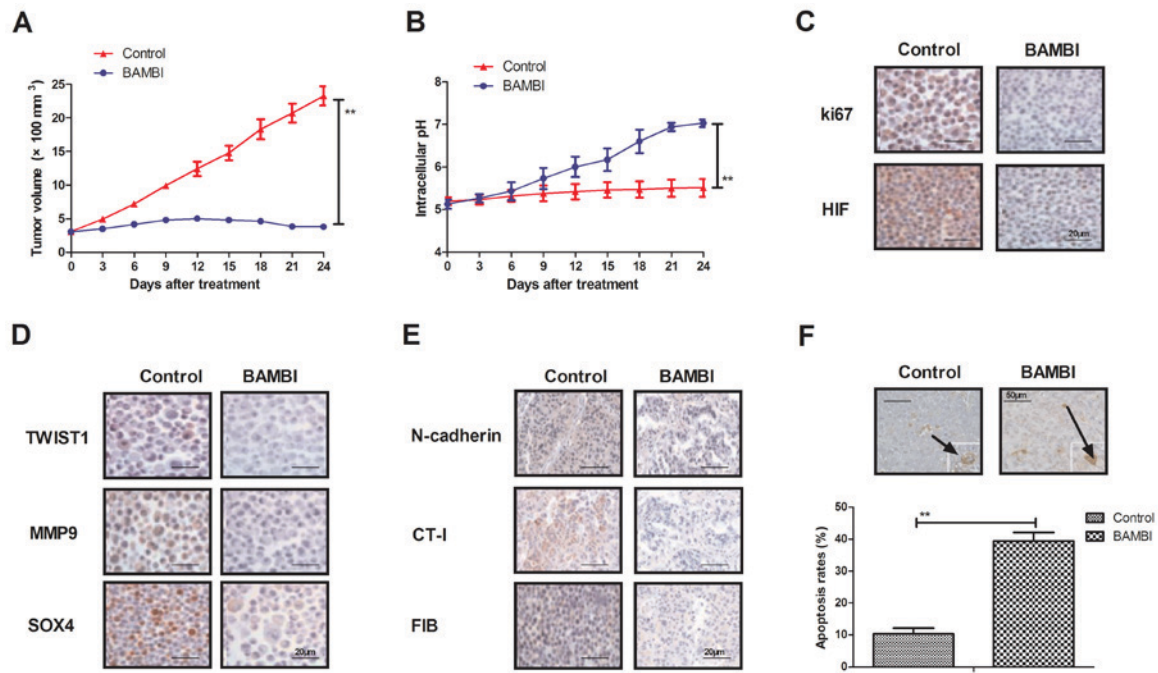 A
Control
BAMBI
Tumor volume (× 100 mm 3)
25
20
15
10
5
0
**
0 3 6 9 12 15 18 21 24
Days after treatment
B
Control
BAMBI
Intracellular pH
8
7
6
5
4
**
0 3 6 9 12 15 18 21 24
Days after treatment
C
Control BAMBI
ki67
HIF
20μm
D
Control BAMBI
TWIST1
MMP9
SOX4
20μm
E
Control BAMBI
N-cadherin
CT-I
FIB
20μm
F
Control BAMBI
50μm
Apoptosis rates (%)
50
40
30
20
10
0
**
Control
BAMBI